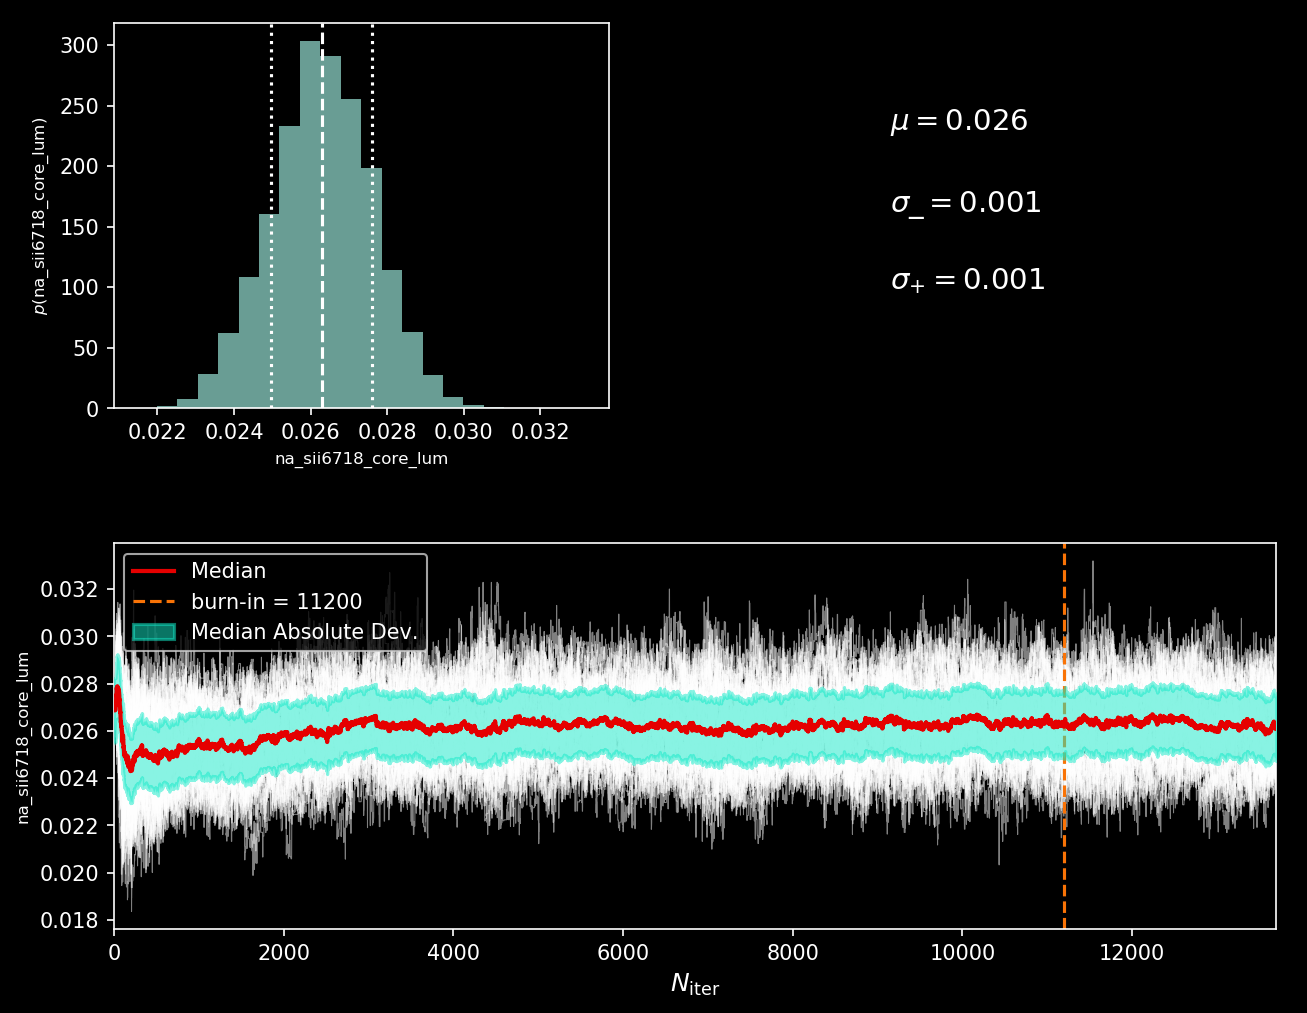 300
250
200
150
100
50
0
p(na_sii6718_core_lum)
0.022 0.024 0.026 0.028 0.030 0.032
na_sii6718_core_lum
μ = 0.026
σ₋ = 0.001
σ₊ = 0.001
Median
burn-in = 11200
Median Absolute Dev.
0.032
0.030
0.028
0.026
0.024
0.022
0.020
0.018
na_sii6718_core_lum
0 2000 4000 6000 8000 10000 12000
N_iter